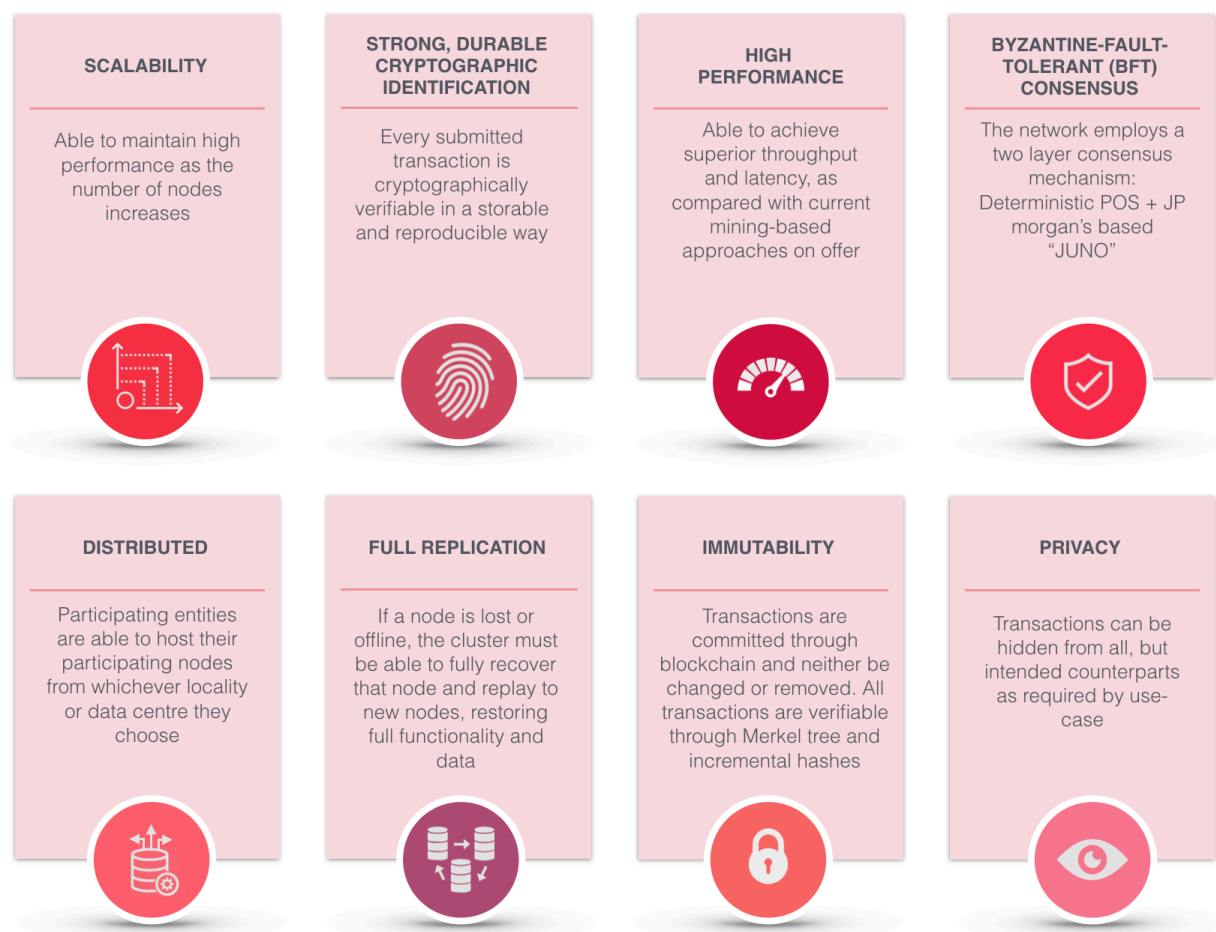 SCALABILITY
Able to maintain high
performance as the
number of nodes
increases
STRONG, DURABLE
CRYPTOGRAPHIC
IDENTIFICATION
Every submitted
transaction is
cryptographically
verifiable in a storable
and reproducible way
HIGH
PERFORMANCE
Able to achieve
superior throughput
and latency, as
compared with current
mining-based
approaches on offer
BYZANTINE-FAULT-
TOLERANT (BFT)
CONSENSUS
The network employs a
two layer consensus
mechanism:
Deterministic POS + JP
morgan’s based
“JUNO”
DISTRIBUTED
Participating entities
are able to host their
participating nodes
from whichever locality
or data centre they
choose
FULL REPLICATION
If a node is lost or
offline, the cluster must
be able to fully recover
that node and replay to
new nodes, restoring
full functionality and
data
IMMUTABILITY
Transactions are
committed through
blockchain and neither be
changed or removed. All
transactions are verifiable
through Merkel tree and
incremental hashes
PRIVACY
Transactions can be
hidden from all, but
intended counterparts
as required by use-
case